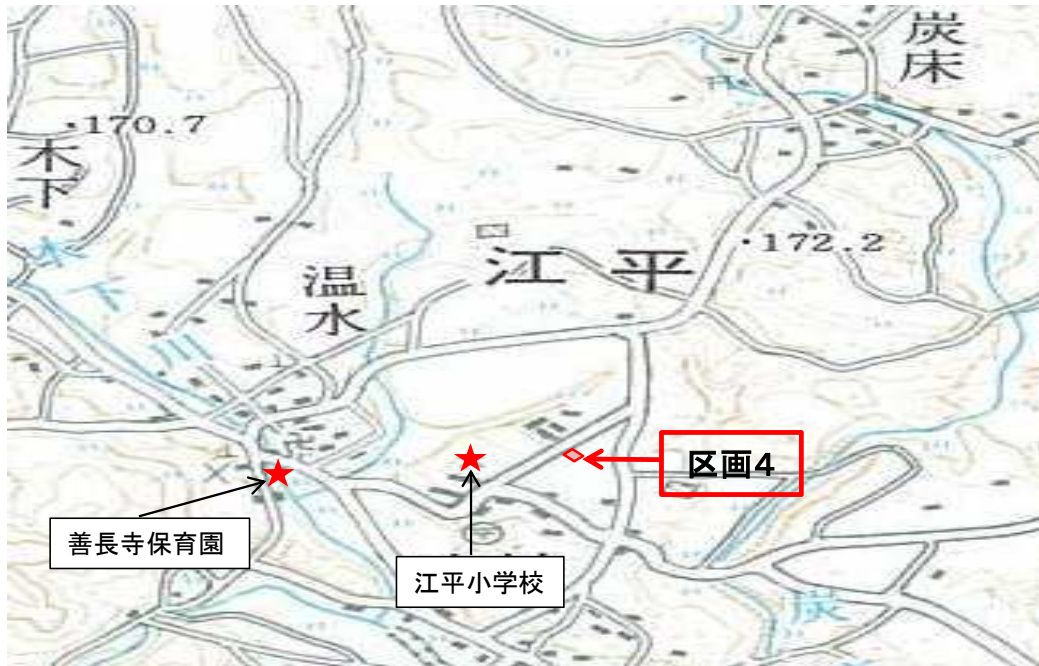 炭床
・170.7
木下
・172.2
江平
温水
木下川
区画4
善長寺保育園
江平小学校
炭